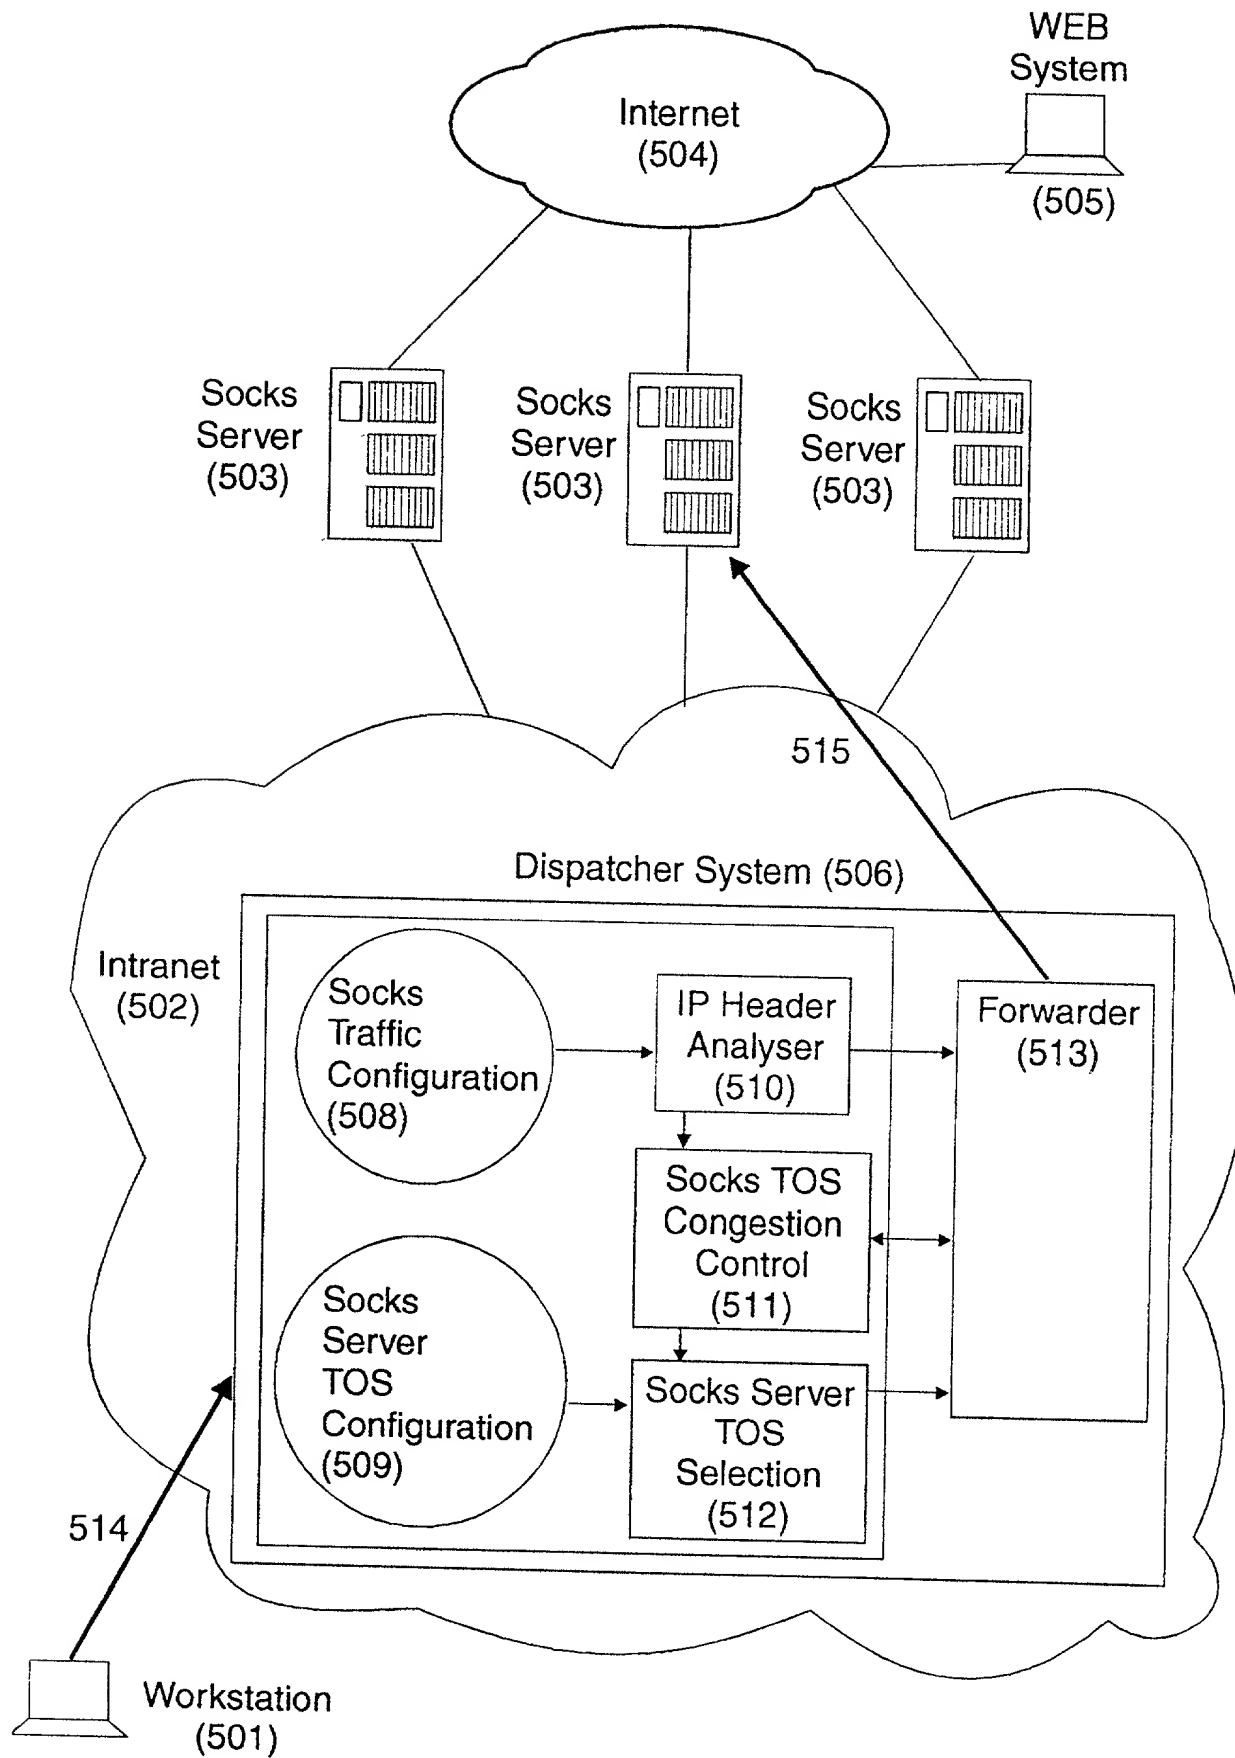 WEB
System
(505)
Internet
(504)
Socks
Server
(503)
Socks
Server
(503)
Socks
Server
(503)
515
Dispatcher System (506)
Intranet
(502)
Socks
Traffic
Configuration
(508)
IP Header
Analyser
(510)
Forwarder
(513)
Socks TOS
Congestion
Control
(511)
Socks
Server
TOS
Configuration
(509)
Socks Server
TOS
Selection
(512)
514
Workstation
(501)